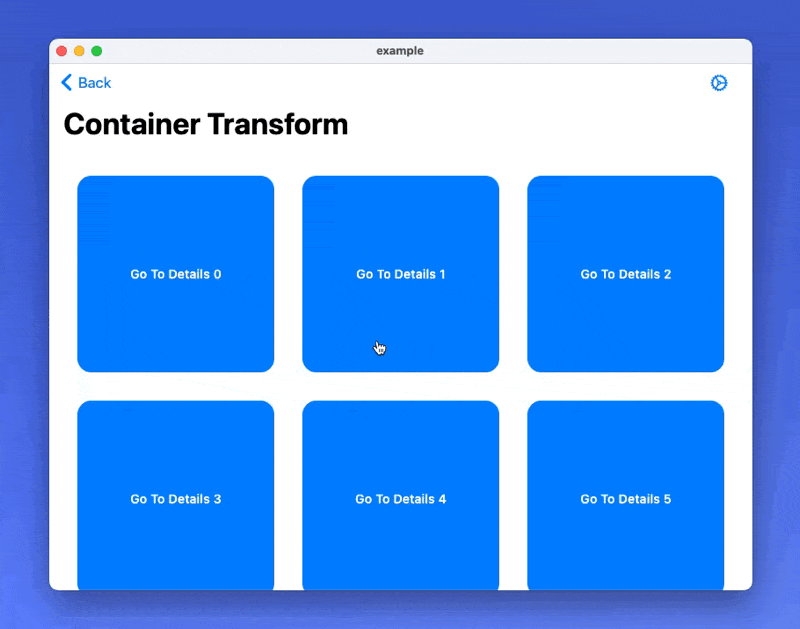 example
Back
Container Transform
Go To Details 0
Go To Details 1
Go To Details 2
Go To Details 3
Go To Details 4
Go To Details 5